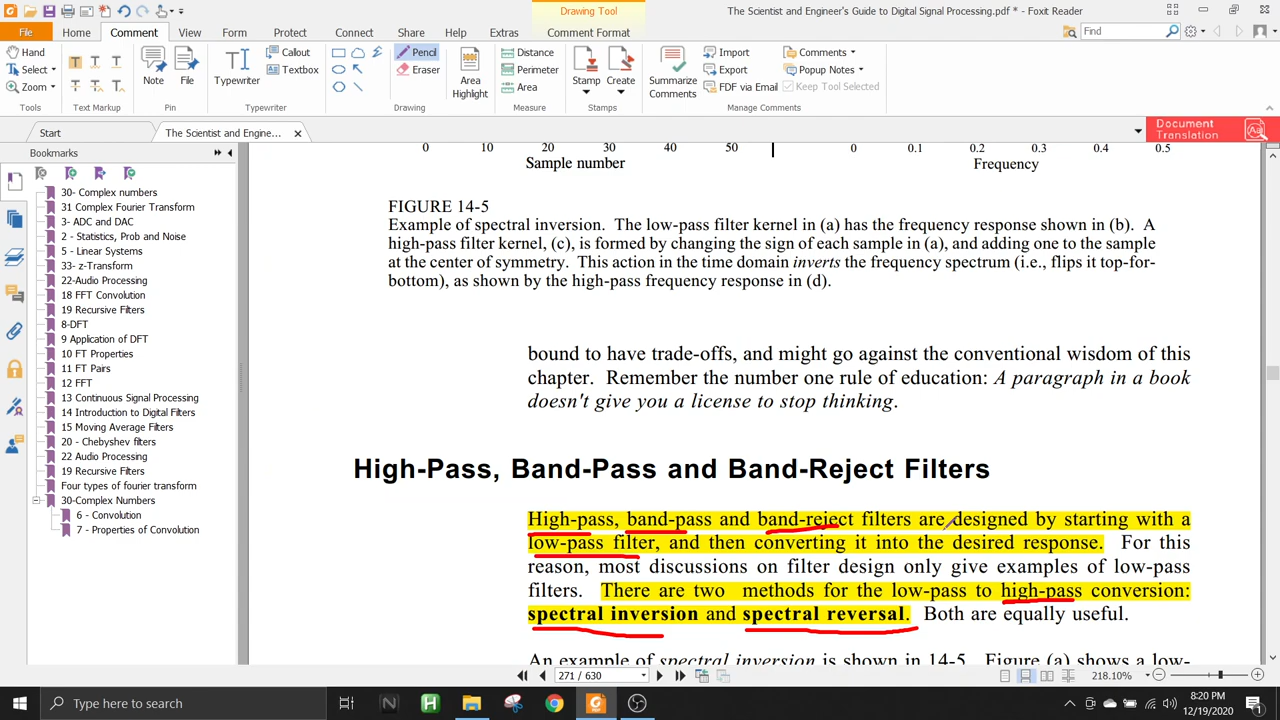 The Scientist and Engineer's Guide to Digital Signal Processing.pdf * - Foxit Reader
Drawing Tool
File Home Comment View Form Protect Connect Share Help Extras Comment Format
Find
Hand
Select
Zoom
Tools
Text Markup
Note
File
Pin
Typewriter
Callout
Textbox
Typewriter
Pencil
Eraser
Drawing
Area
Highlight
Distance
Perimeter
Area
Measure
Stamp
Create
Stamps
Summarize
Comments
Import
Export
FDF via Email
Comments
Popup Notes
Keep Tool Selected
Manage Comments
Start
The Scientist and Engine...
Document
Translation
Bookmarks
30- Complex numbers
31 Complex Fourier Transform
3- ADC and DAC
2 - Statistics, Prob and Noise
5 - Linear Systems
33- z-Transform
22-Audio Processing
18 FFT Convolution
19 Recursive Filters
8-DFT
9 Application of DFT
10 FT Properties
11 FT Pairs
12 FFT
13 Continuous Signal Processing
14 Introduction to Digital Filters
15 Moving Average Filters
20 - Chebyshev filters
22 Audio Processing
19 Recursive Filters
Four types of fourier transform
30-Complex Numbers
6 - Convolution
7 - Properties of Convolution
0 10 20 30 40 50 0 0.1 0.2 0.3 0.4 0.5
Sample number Frequency
FIGURE 14-5
Example of spectral inversion. The low-pass filter kernel in (a) has the frequency response shown in (b). A
high-pass filter kernel, (c), is formed by changing the sign of each sample in (a), and adding one to the sample
at the center of symmetry. This action in the time domain inverts the frequency spectrum (i.e., flips it top-for-
bottom), as shown by the high-pass frequency response in (d).
bound to have trade-offs, and might go against the conventional wisdom of this
chapter. Remember the number one rule of education: A paragraph in a book
doesn't give you a license to stop thinking.
High-Pass, Band-Pass and Band-Reject Filters
High-pass, band-pass and band-reject filters are designed by starting with a
low-pass filter, and then converting it into the desired response. For this
reason, most discussions on filter design only give examples of low-pass
filters. There are two methods for the low-pass to high-pass conversion:
spectral inversion and spectral reversal. Both are equally useful.
An example of spectral inversion is shown in 14-5. Figure (a) shows a low-
271 / 630
218.10%
Type here to search
8:20 PM
12/19/2020